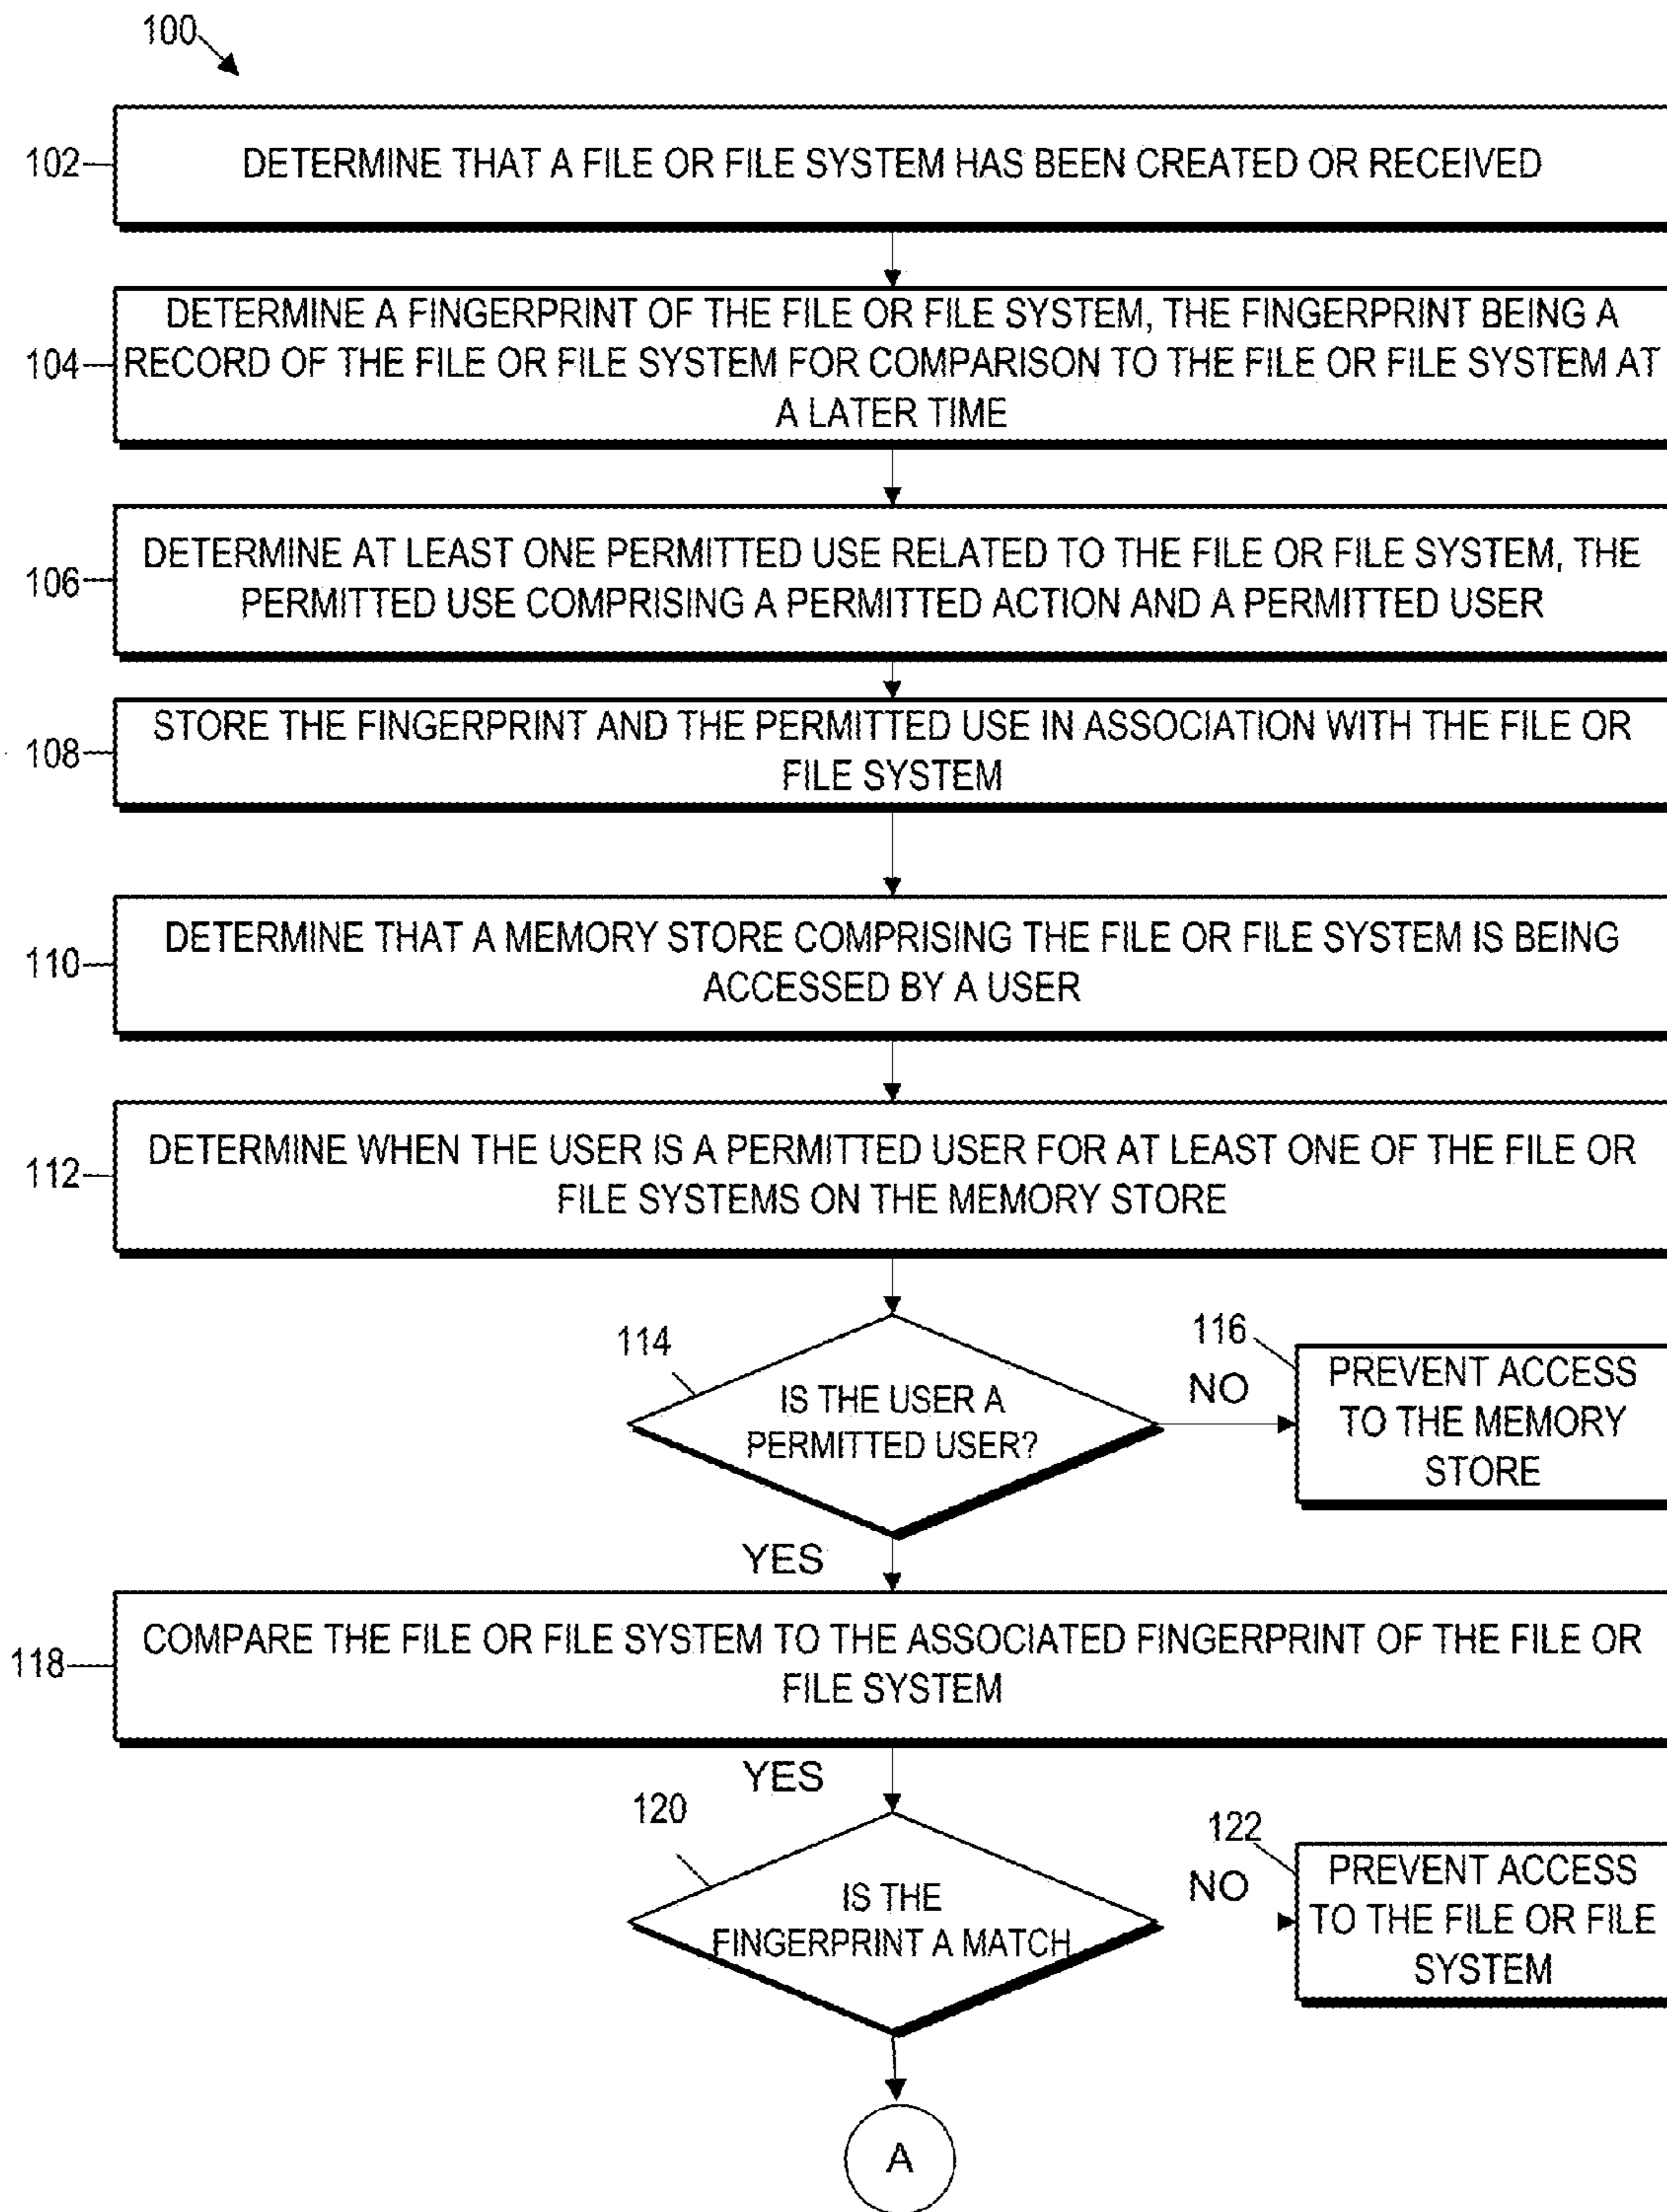 100
102
DETERMINE THAT A FILE OR FILE SYSTEM HAS BEEN CREATED OR RECEIVED
104
DETERMINE A FINGERPRINT OF THE FILE OR FILE SYSTEM, THE FINGERPRINT BEING A
RECORD OF THE FILE OR FILE SYSTEM FOR COMPARISON TO THE FILE OR FILE SYSTEM AT
A LATER TIME
106
DETERMINE AT LEAST ONE PERMITTED USE RELATED TO THE FILE OR FILE SYSTEM, THE
PERMITTED USE COMPRISING A PERMITTED ACTION AND A PERMITTED USER
108
STORE THE FINGERPRINT AND THE PERMITTED USE IN ASSOCIATION WITH THE FILE OR
FILE SYSTEM
110
DETERMINE THAT A MEMORY STORE COMPRISING THE FILE OR FILE SYSTEM IS BEING
ACCESSED BY A USER
112
DETERMINE WHEN THE USER IS A PERMITTED USER FOR AT LEAST ONE OF THE FILE OR
FILE SYSTEMS ON THE MEMORY STORE
114
IS THE USER A
PERMITTED USER?
NO
116
PREVENT ACCESS
TO THE MEMORY
STORE
YES
118
COMPARE THE FILE OR FILE SYSTEM TO THE ASSOCIATED FINGERPRINT OF THE FILE OR
FILE SYSTEM
YES
120
IS THE
FINGERPRINT A MATCH
NO
122
PREVENT ACCESS
TO THE FILE OR FILE
SYSTEM
A